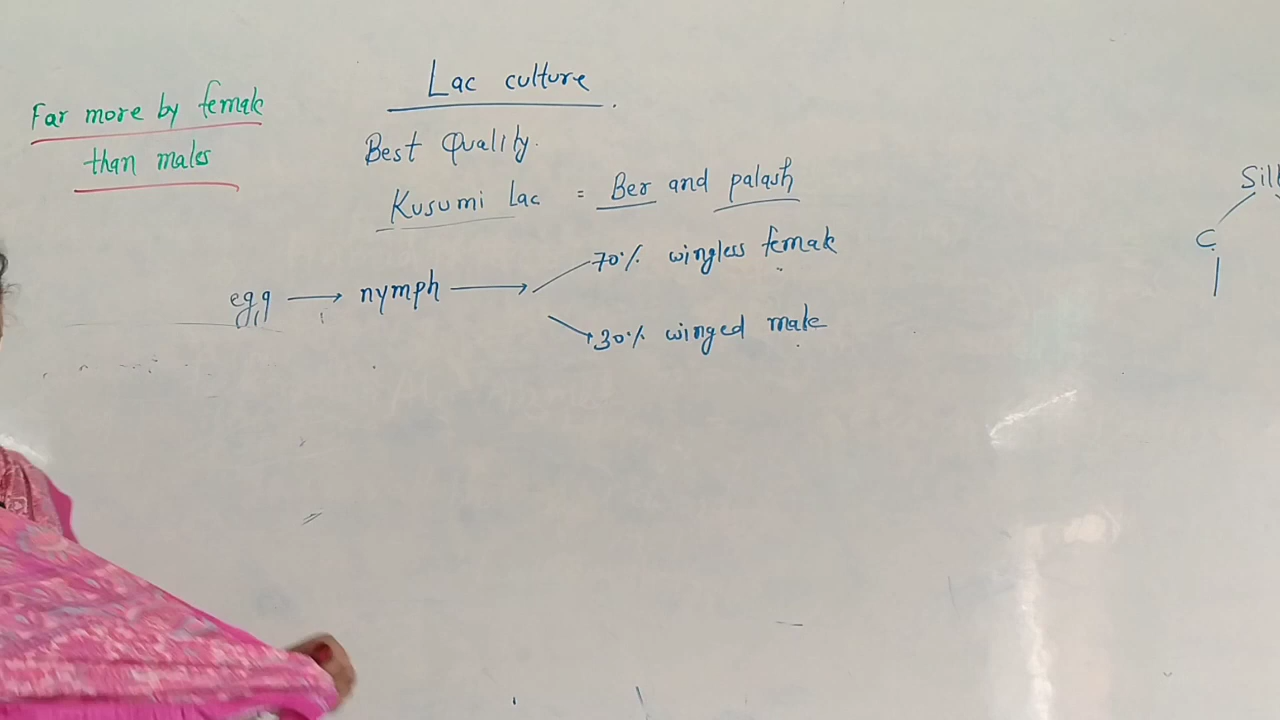 Lac culture
Far more by female
than males
Best Quality.
Kusumi Lac = Ber and palash
70% wingless female
egg → nymph →
30% winged male
C